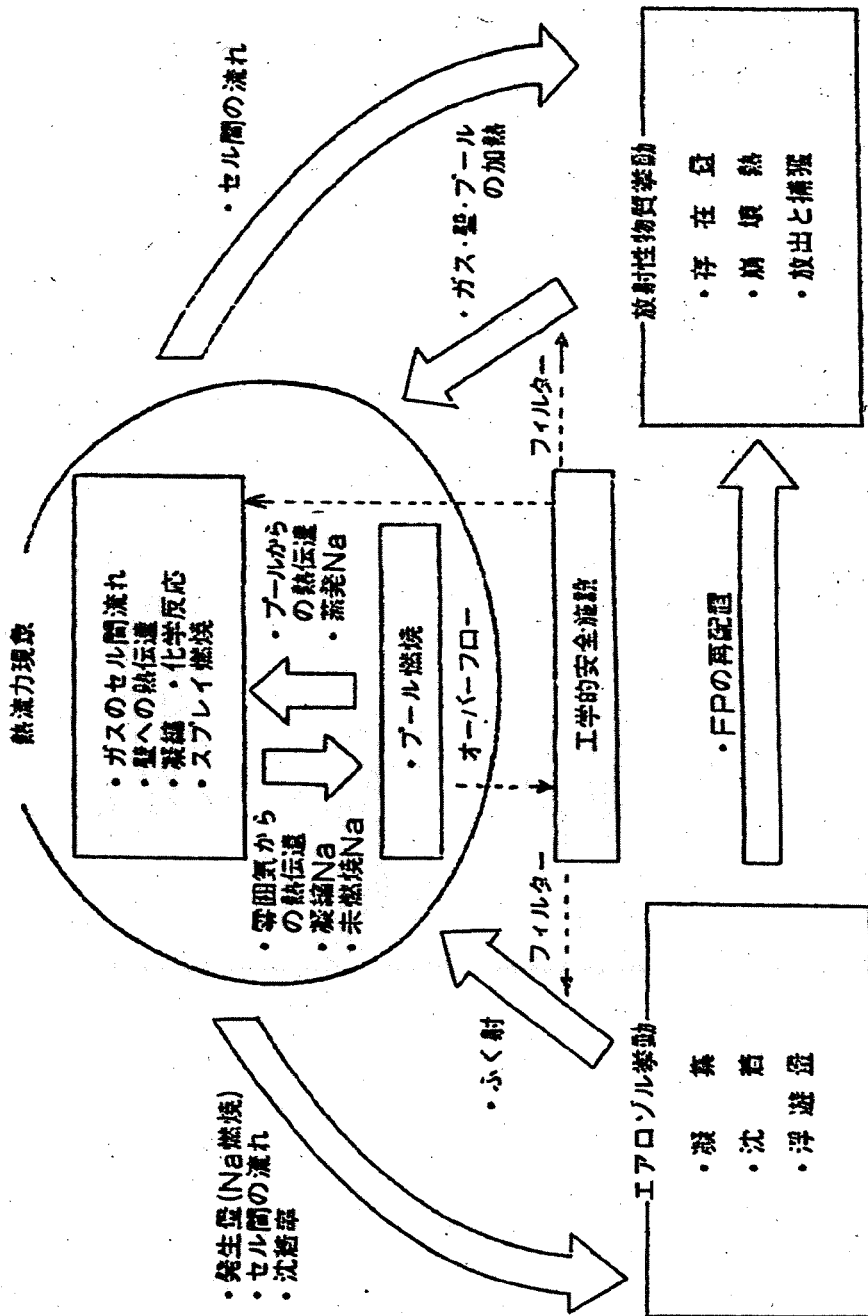 熱流力現象
・ガスのセル間流れ
・壁への熱伝達
・凝縮 ・化学反応
・スプレイ燃焼
・雰囲気から
の熱伝達
・凝縮Na
・未燃焼Na
・プールから
の熱伝達
・蒸発Na
・プール燃焼
オーバーフロー
・発生量(Na燃焼)
・セル間の流れ
・沈着率
・セル間の流れ
・ふく射
・ガス・壁・プール
の加熱
フィルター
フィルター
工学的安全施設
エアロゾル挙動
・凝集
・沈着
・浮遊量
・FPの再配置
放射性物質挙動
・存在量
・崩壊熱
・放出と捕獲